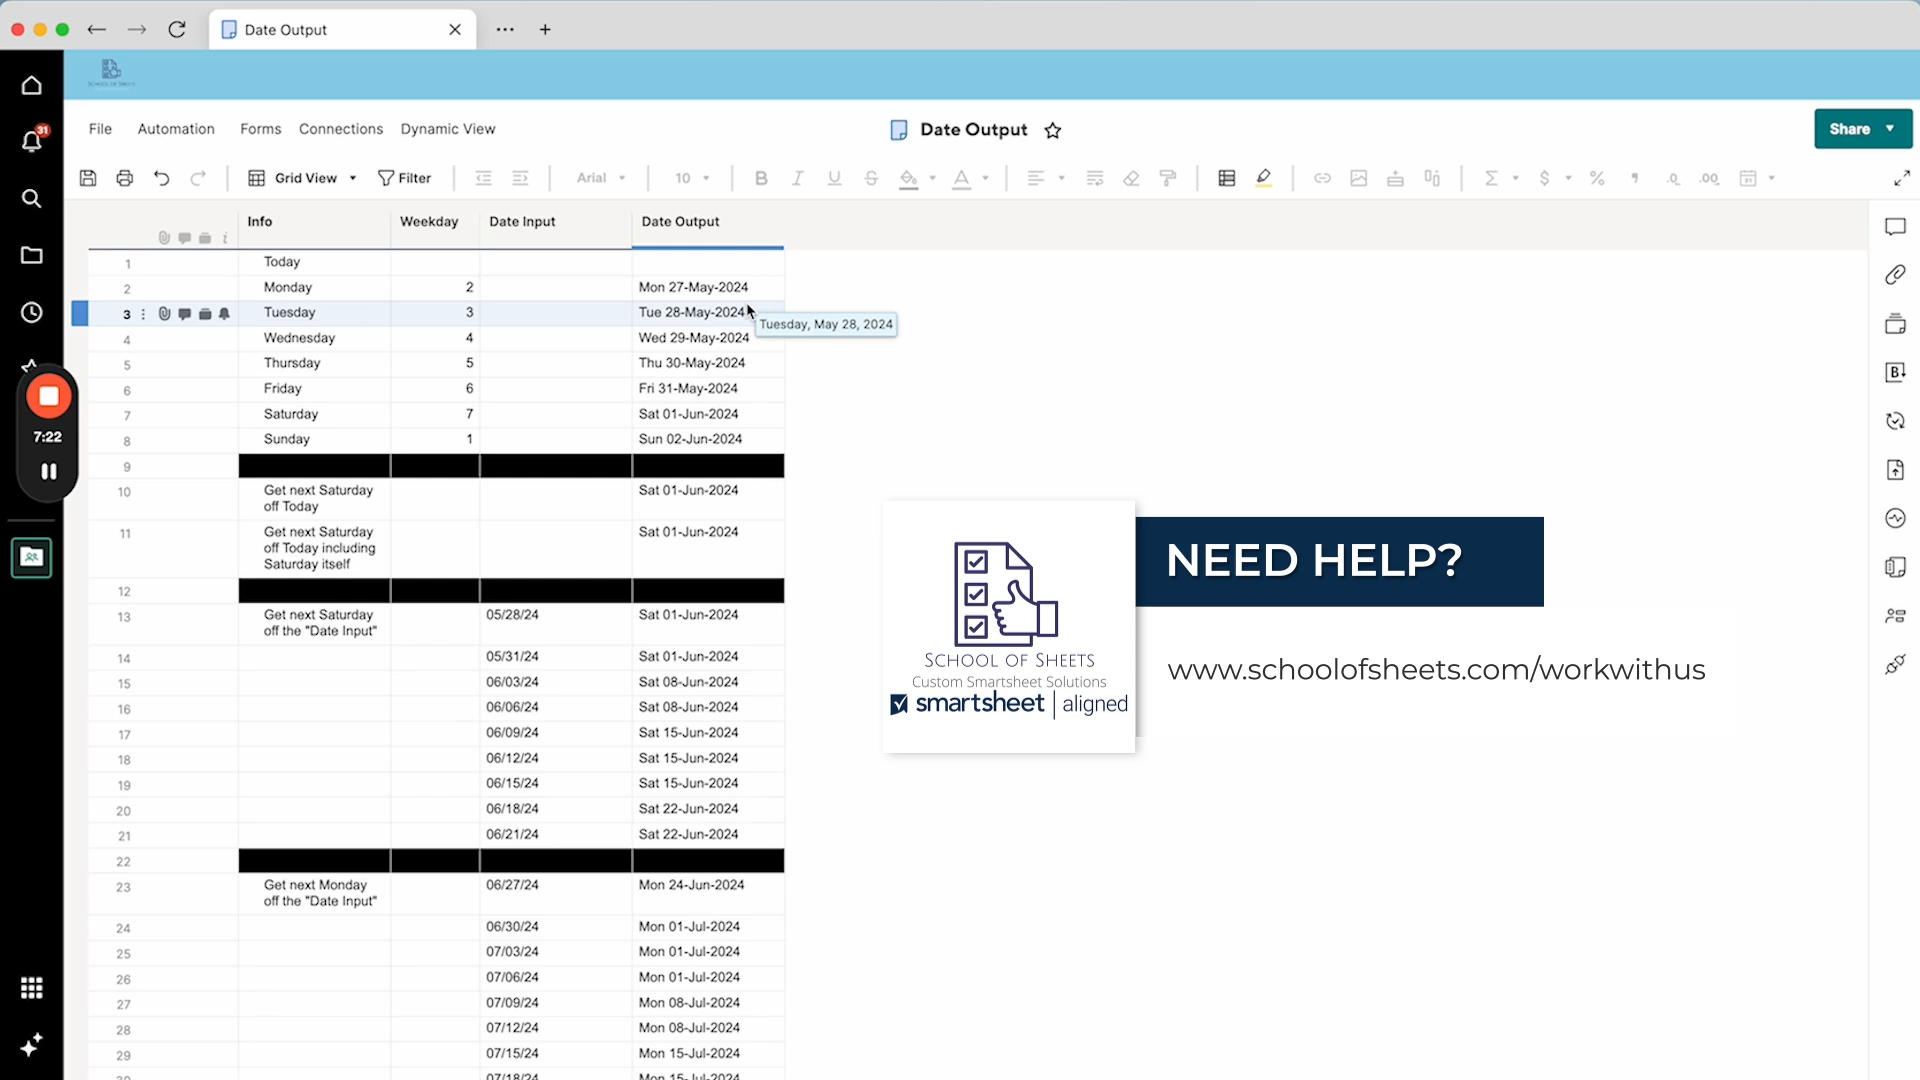 Date Output
SCHOOL OF SHEETS
File Automation Forms Connections Dynamic View
Date Output
Share
Grid View Filter Arial 10
31
7:22
Info Weekday Date Input Date Output
1 Today
2 Monday 2 Mon 27-May-2024
3 Tuesday 3 Tue 28-May-2024
Tuesday, May 28, 2024
4 Wednesday 4 Wed 29-May-2024
5 Thursday 5 Thu 30-May-2024
6 Friday 6 Fri 31-May-2024
7 Saturday 7 Sat 01-Jun-2024
8 Sunday 1 Sun 02-Jun-2024
9
10 Get next Saturday Sat 01-Jun-2024
off Today
11 Get next Saturday Sat 01-Jun-2024
off Today including
Saturday itself
12
13 Get next Saturday 05/28/24 Sat 01-Jun-2024
off the "Date Input"
14 05/31/24 Sat 01-Jun-2024
15 06/03/24 Sat 08-Jun-2024
16 06/06/24 Sat 08-Jun-2024
17 06/09/24 Sat 15-Jun-2024
18 06/12/24 Sat 15-Jun-2024
19 06/15/24 Sat 15-Jun-2024
20 06/18/24 Sat 22-Jun-2024
21 06/21/24 Sat 22-Jun-2024
22
23 Get next Monday 06/27/24 Mon 24-Jun-2024
off the "Date Input"
24 06/30/24 Mon 01-Jul-2024
25 07/03/24 Mon 01-Jul-2024
26 07/06/24 Mon 01-Jul-2024
27 07/09/24 Mon 08-Jul-2024
28 07/12/24 Mon 08-Jul-2024
29 07/15/24 Mon 15-Jul-2024
30 07/18/24 Mon 15-Jul-2024
NEED HELP?
www.schoolofsheets.com/workwithus
SCHOOL OF SHEETS
Custom Smartsheet Solutions
smartsheet | aligned